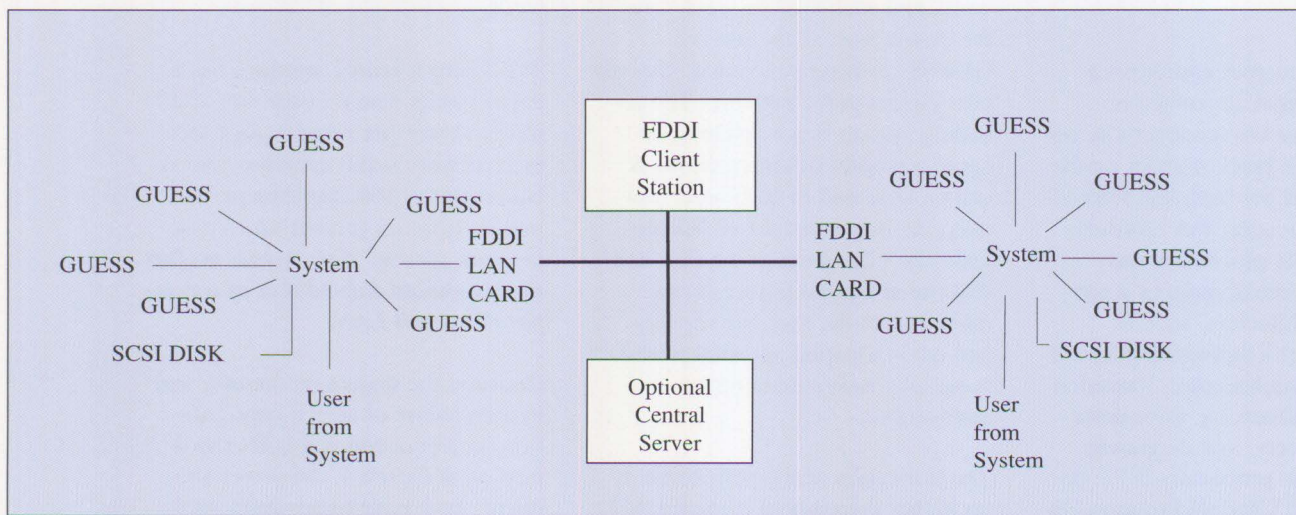 GUESS
GUESS
GUESS
FDDI
LAN
CARD
GUESS
System
GUESS
GUESS
SCSI DISK
User
from
System
FDDI
Client
Station
Optional
Central
Server
GUESS
GUESS
GUESS
FDDI
LAN
CARD
System
GUESS
GUESS
GUESS
SCSI DISK
User
from
System